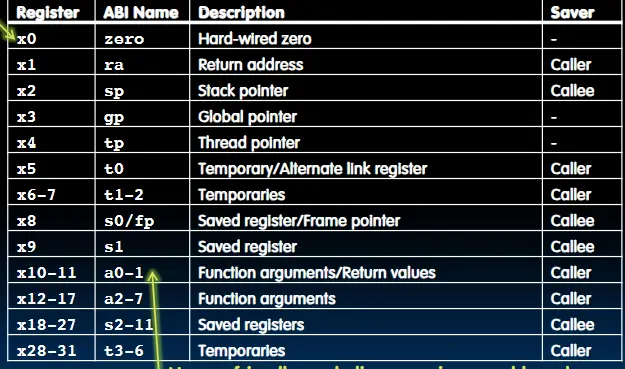 Register ABI Name Description Saver
x0 zero Hard-wired zero -
x1 ra Return address Caller
x2 sp Stack pointer Callee
x3 gp Global pointer -
x4 tp Thread pointer -
x5 t0 Temporary/Alternate link register Caller
x6-7 t1-2 Temporaries Caller
x8 s0/fp Saved register/Frame pointer Callee
x9 s1 Saved register Callee
x10-11 a0-1 Function arguments/Return values Caller
x12-17 a2-7 Function arguments Caller
x18-27 s2-11 Saved registers Callee
x28-31 t3-6 Temporaries Caller